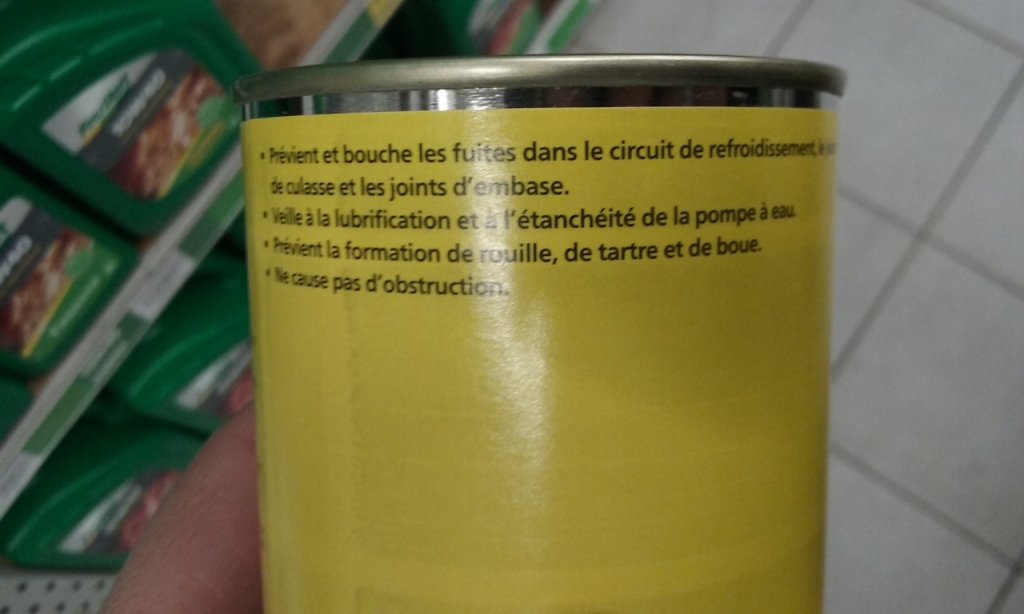 • Prévient et bouche les fuites dans le circuit de refroidissement,
de culasse et les joints d'embase.
• Veille à la lubrification et à l'étanchéité de la pompe à eau.
• Prévient la formation de rouille, de tartre et de boue.
• Ne cause pas d'obstruction.